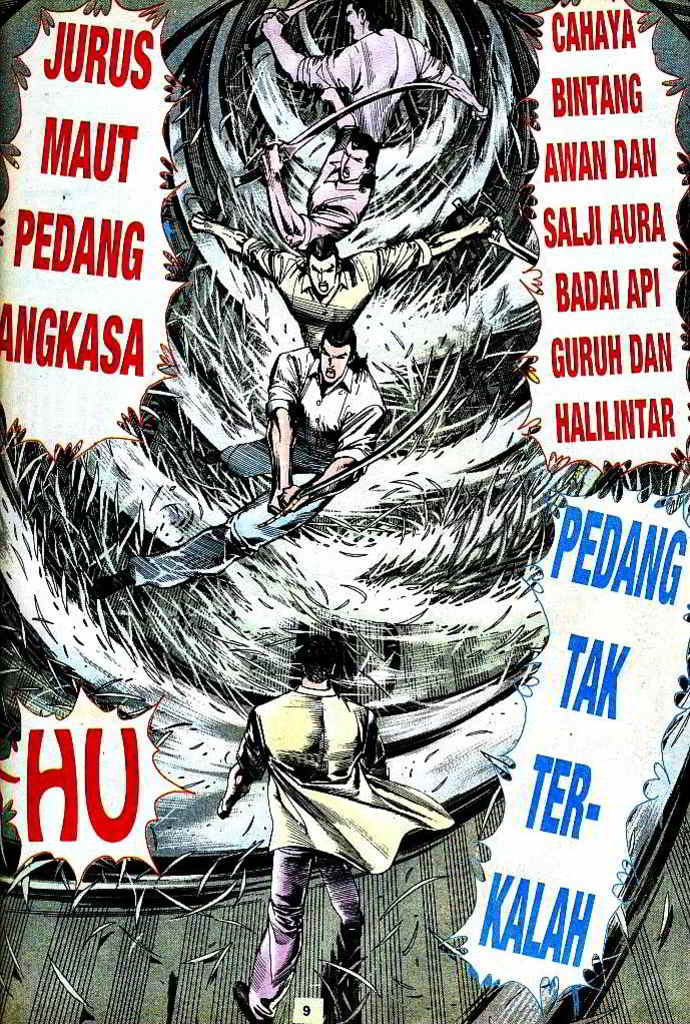 JURUS
MAUT
PEDANG
ANGKASA
CAHAYA
BINTANG
AWAN DAN
SALJI AURA
BADAI API
GURUH DAN
HALILINTAR
PEDANG
TAK
TER-
KALAH
HU
9